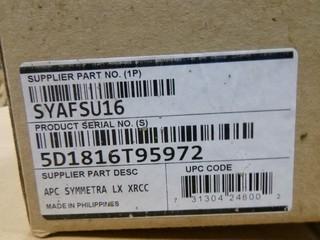 SUPPLIER PART NO. (1P)
SYAFSU16
PRODUCT SERIAL NO. (S)
5D1816T95972
SUPPLIER PART DESC
UPC CODE
APC SYMMETRA LX XRCC
7 31304 24600 2
MADE IN PHILIPPINES